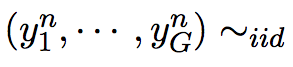 (y_1^n, ⋯, y_G^n) ∼_{iid}